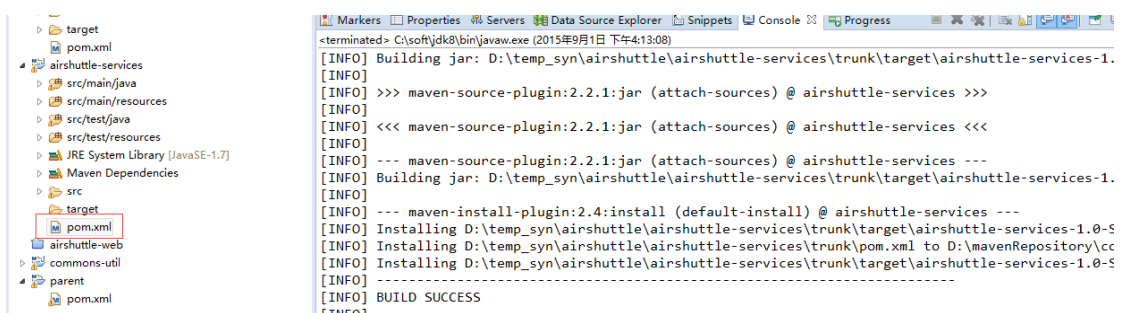 target
pom.xml
airshuttle-services
src/main/java
src/main/resources
src/test/java
src/test/resources
JRE System Library [JavaSE-1.7]
Maven Dependencies
src
target
pom.xml
airshuttle-web
commons-util
parent
pom.xml
Markers Properties Servers Data Source Explorer Snippets Console Progress
<terminated> C:\soft\jdk8\bin\javaw.exe (2015年9月1日 下午4:13:08)
[INFO] Building jar: D:\temp_syn\airshuttle\airshuttle-services\trunk\target\airshuttle-services-1.
[INFO]
[INFO] >>> maven-source-plugin:2.2.1:jar (attach-sources) @ airshuttle-services >>>
[INFO]
[INFO] <<< maven-source-plugin:2.2.1:jar (attach-sources) @ airshuttle-services <<<
[INFO]
[INFO] --- maven-source-plugin:2.2.1:jar (attach-sources) @ airshuttle-services ---
[INFO] Building jar: D:\temp_syn\airshuttle\airshuttle-services\trunk\target\airshuttle-services-1.
[INFO]
[INFO] --- maven-install-plugin:2.4:install (default-install) @ airshuttle-services ---
[INFO] Installing D:\temp_syn\airshuttle\airshuttle-services\trunk\target\airshuttle-services-1.0-S
[INFO] Installing D:\temp_syn\airshuttle\airshuttle-services\trunk\pom.xml to D:\mavenRepository\co
[INFO] Installing D:\temp_syn\airshuttle\airshuttle-services\trunk\target\airshuttle-services-1.0-S
[INFO] ------------------------------------------------------------------------
[INFO] BUILD SUCCESS
[INFO]